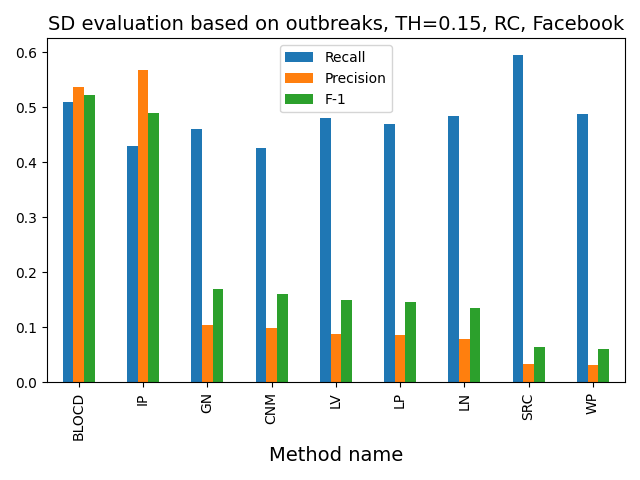 SD evaluation based on outbreaks, TH=0.15, RC, Facebook
Recall
Precision
F-1
0.6
0.5
0.4
0.3
0.2
0.1
0.0
BLOCD
IP
GN
CNM
LV
LP
LN
SRC
WP
Method name